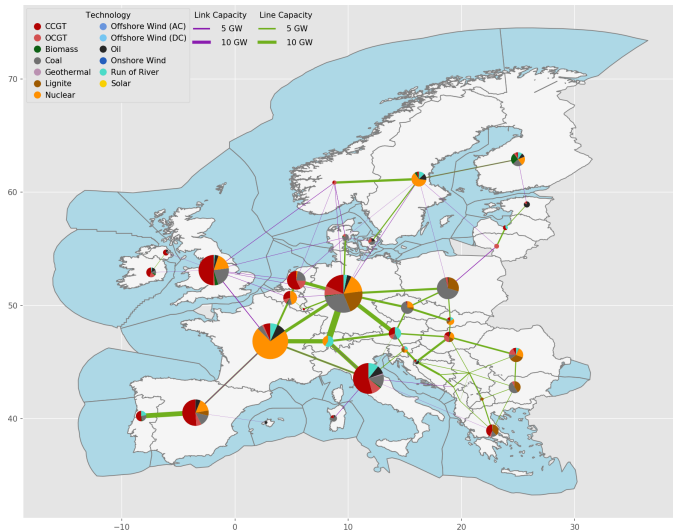 Technology
CCGT
OCGT
Biomass
Coal
Geothermal
Lignite
Nuclear
Offshore Wind (AC)
Offshore Wind (DC)
Oil
Onshore Wind
Run of River
Solar
Link Capacity
5 GW
10 GW
Line Capacity
5 GW
10 GW
70
60
50
40
−10
0
10
20
30